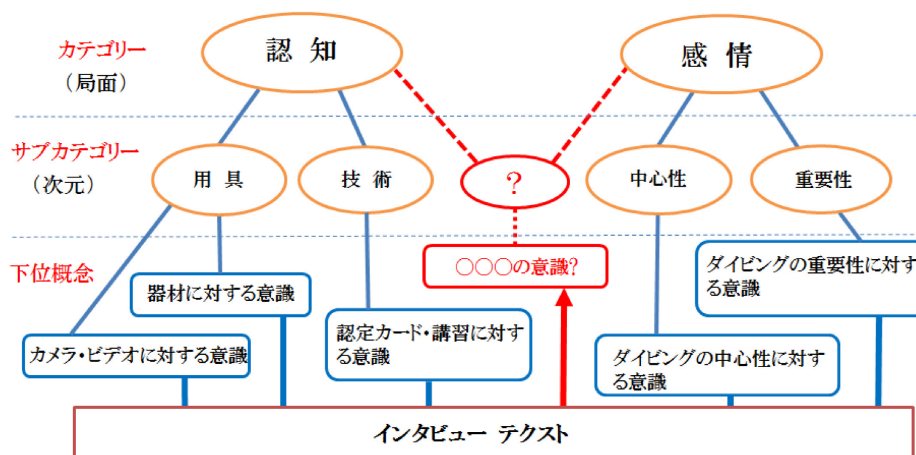 カテゴリー
(局面)
認 知
感 情
サブカテゴリー
(次元)
用 具
技 術
?
中心性
重要性
下位概念
器材に対する意識
○○○の意識?
ダイビングの重要性に対す
る意識
カメラ・ビデオに対する意識
認定カード・講習に対す
る意識
ダイビングの中心性に対す
る意識
インタビュー テクスト